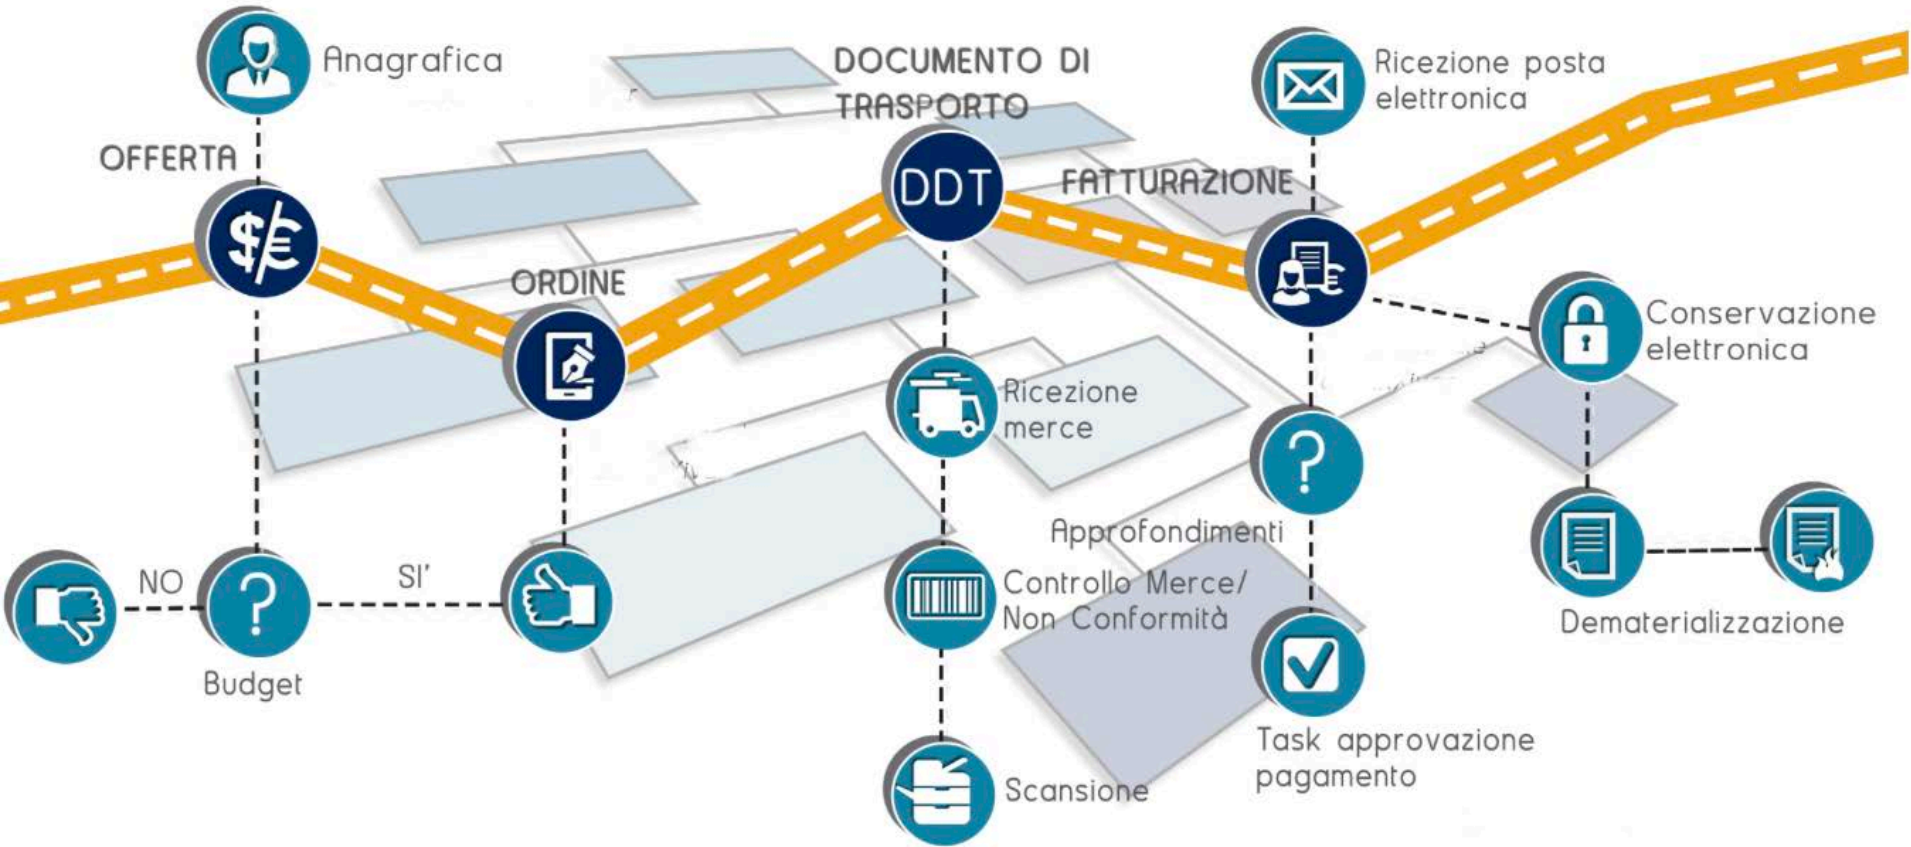 Anagrafica
OFFERTA
$/€
ORDINE
DOCUMENTO DI
TRASPORTO
DDT
FATTURAZIONE
Ricezione posta
elettronica
€
Conservazione
elettronica
Ricezione
merce
?
Approfondimenti
NO
?
SI'
Budget
Controllo Merce/
Non Conformità
Dematerializzazione
Task approvazione
pagamento
Scansione